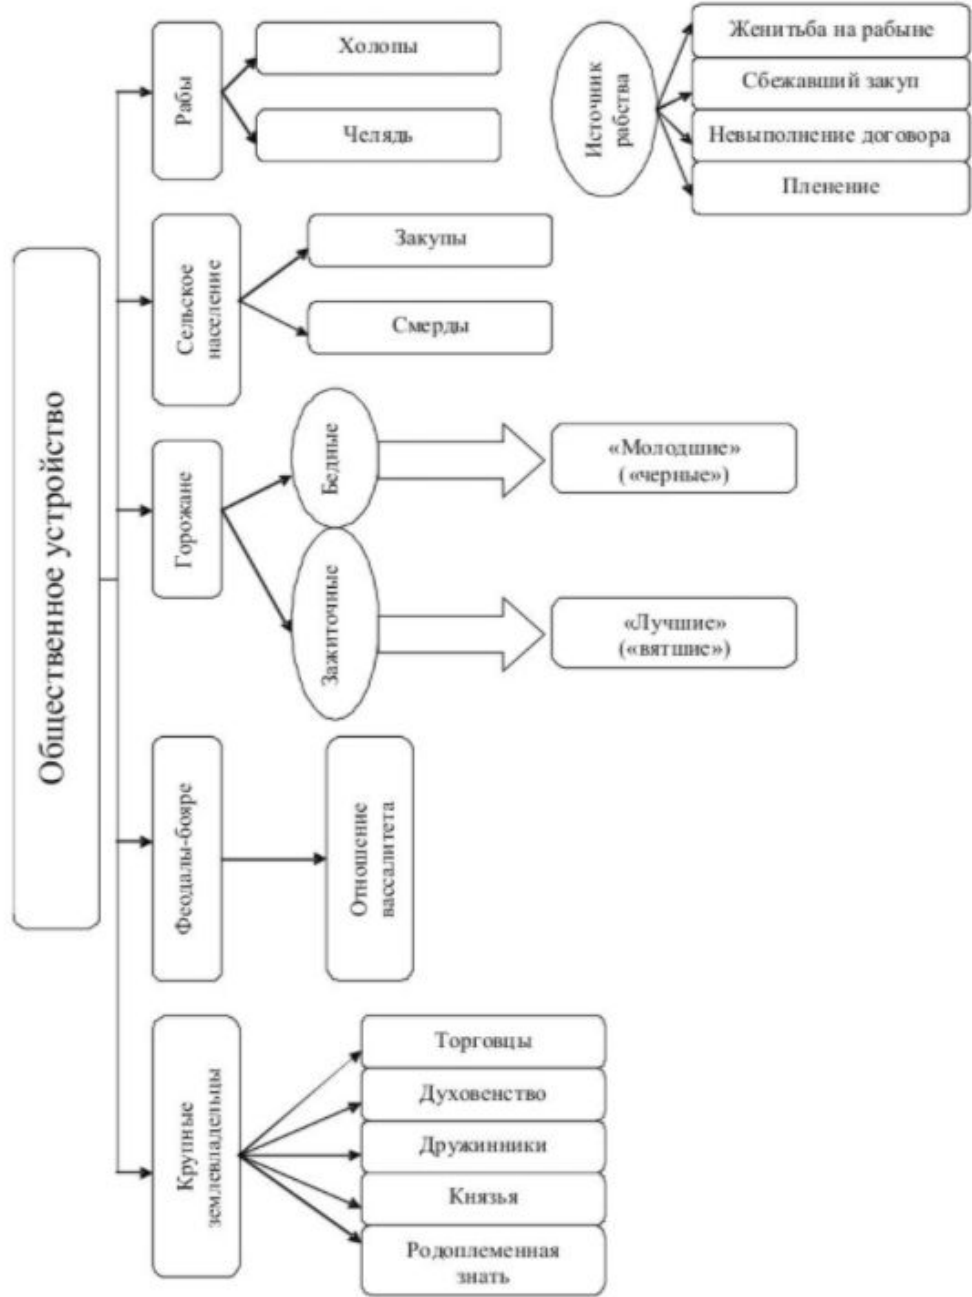 Общественное устройство
Рабы
Холопы
Челядь
Источник
рабства
Женитьба на рабыне
Сбежавший закуп
Невыполнение договора
Пленение
Сельское
население
Закупы
Смерды
Горожане
Бедные
«Молодшие»
(«черные»)
Зажиточные
«Лучшие»
(«вятшие»)
Феодалы-бояре
Отношение
вассалитета
Крупные
землевладельцы
Торговцы
Духовенство
Дружинники
Князья
Родоплеменная
знать